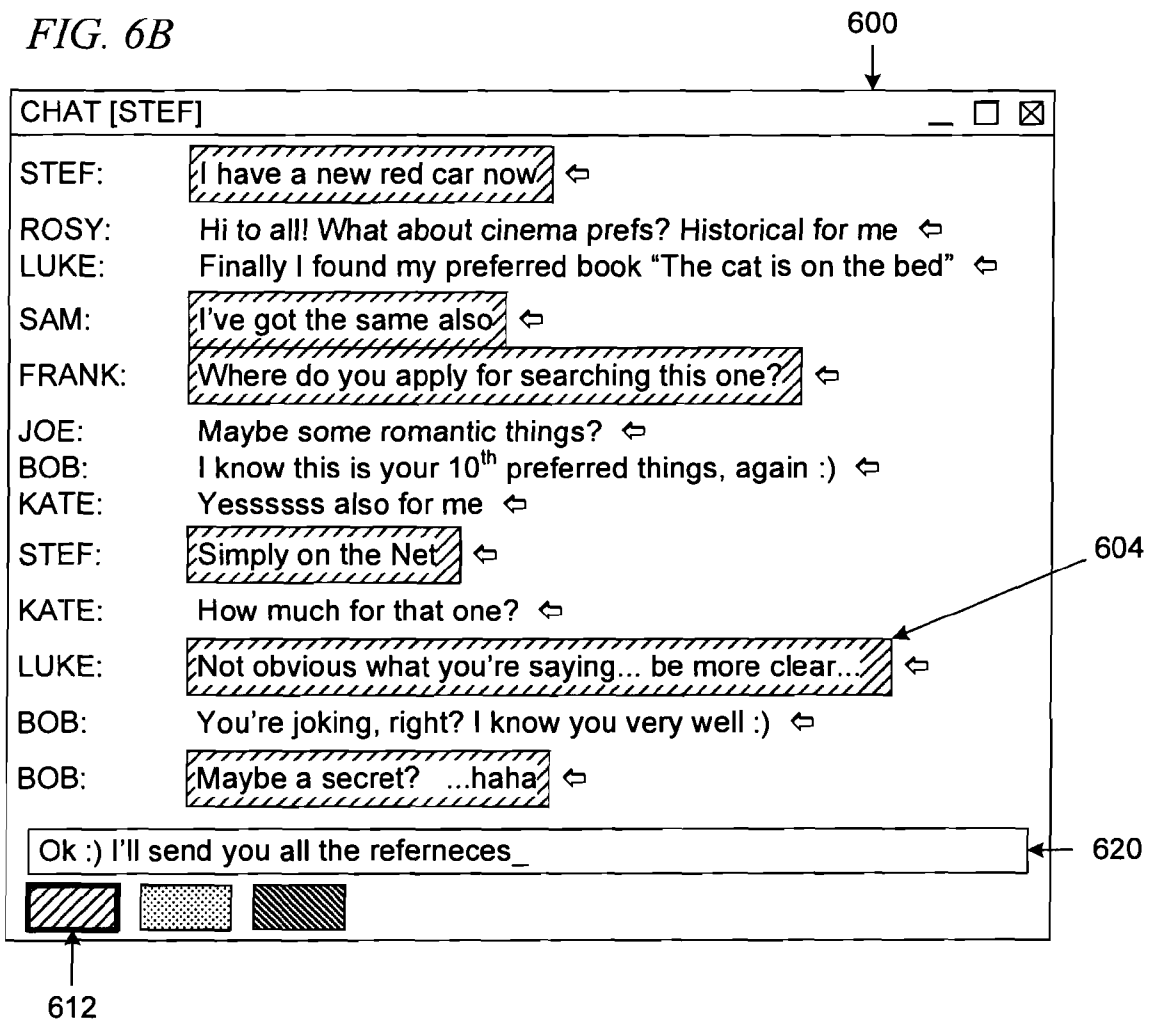 FIG. 6B
600
CHAT [STEF]
STEF: I have a new red car now
ROSY: Hi to all! What about cinema prefs? Historical for me
LUKE: Finally I found my preferred book “The cat is on the bed”
SAM: I've got the same also
FRANK: Where do you apply for searching this one?
JOE: Maybe some romantic things?
BOB: I know this is your 10th preferred things, again :)
KATE: Yessssss also for me
STEF: Simply on the Net
604
KATE: How much for that one?
LUKE: Not obvious what you're saying... be more clear...
BOB: You're joking, right? I know you very well :)
BOB: Maybe a secret? ...haha
Ok :) I'll send you all the referneces_
620
612